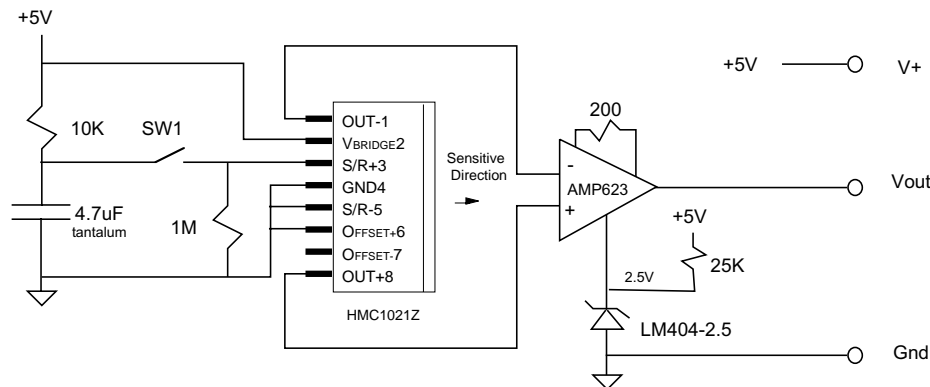 +5V
10K
SW1
4.7uF
tantalum
1M
OUT-1
VBRIDGE2
S/R+3
GND4
S/R-5
OFFSET+6
OFFSET-7
OUT+8
HMC1021Z
Sensitive
Direction
200
-
AMP623
+
+5V
25K
2.5V
LM404-2.5
+5V
V+
Vout
Gnd